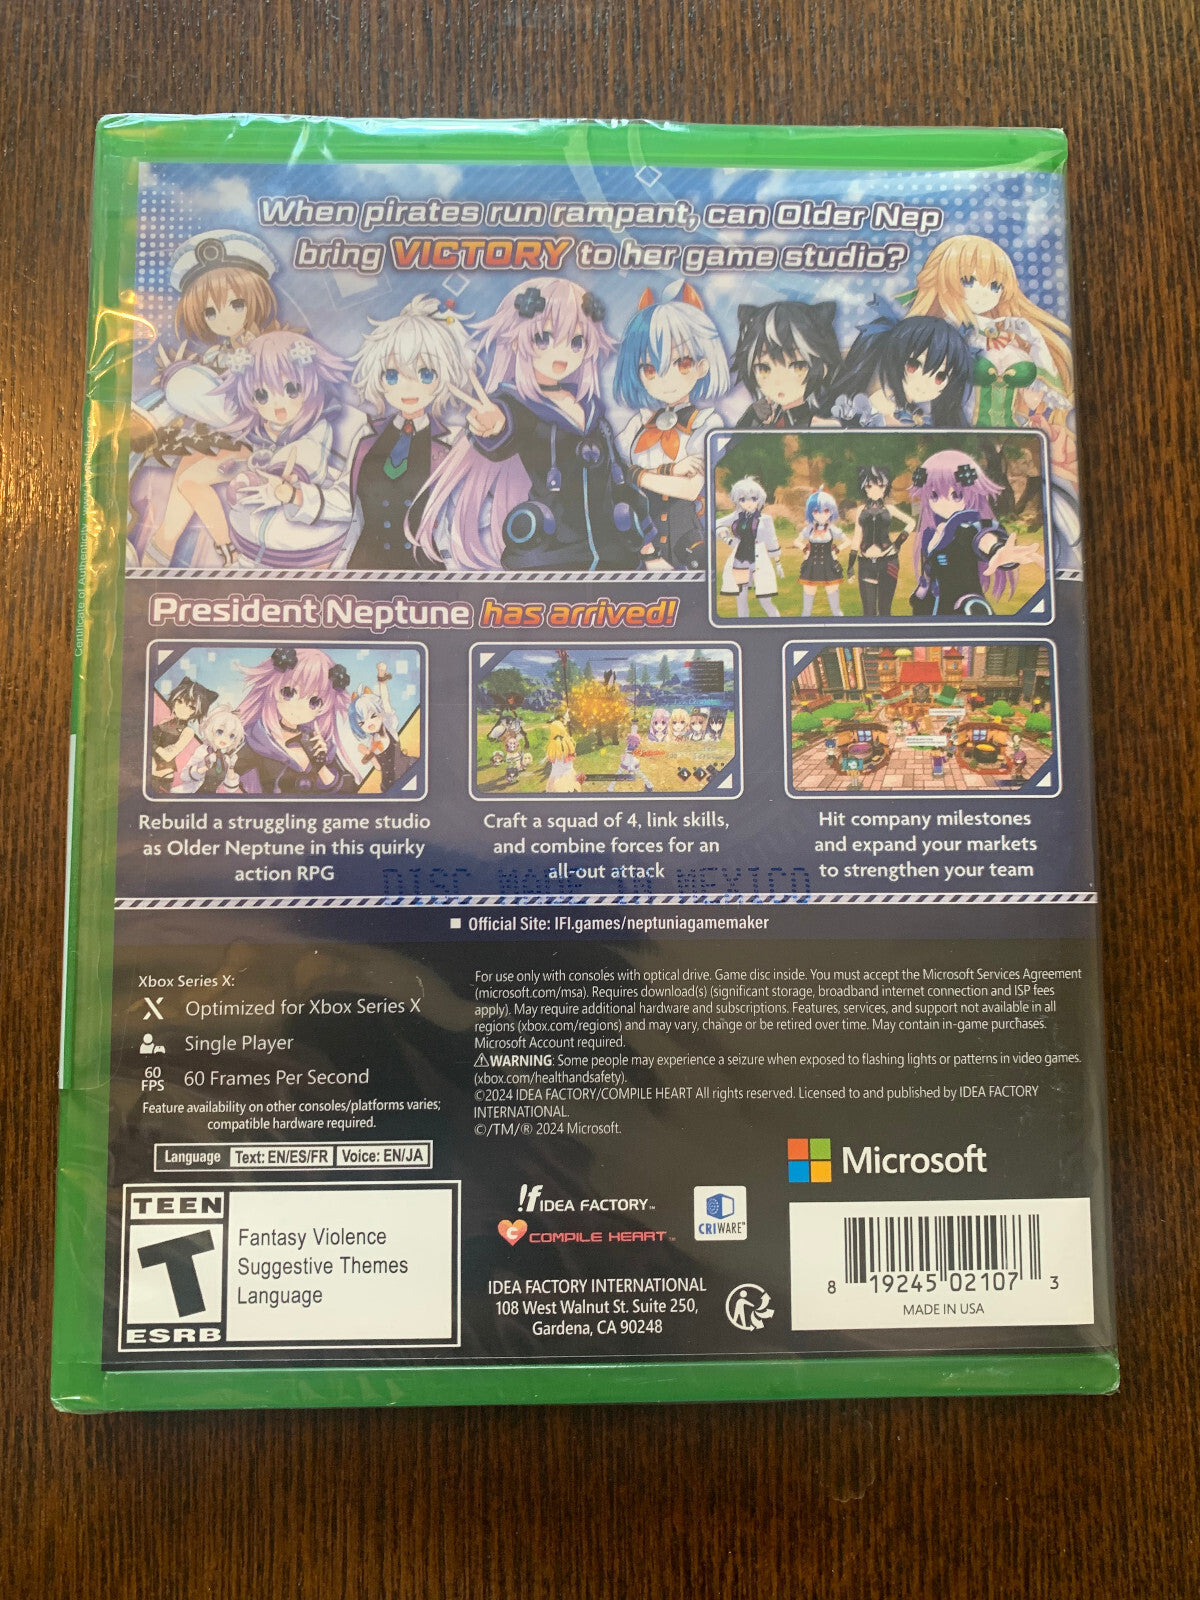 When pirates run rampant, can Older Nep
bring VICTORY to her game studio?
Certificate of Authenticity
President Neptune has arrived!
Rebuild a struggling game studio
as Older Neptune in this quirky
action RPG
Craft a squad of 4, link skills,
and combine forces for an
all-out attack
Hit company milestones
and expand your markets
to strengthen your team
DISC MADE IN MEXICO
Official Site: IFI.games/neptuniagamemaker
Xbox Series X:
X Optimized for Xbox Series X
Single Player
60
FPS
60 Frames Per Second
Feature availability on other consoles/platforms varies;
compatible hardware required.
Language Text: EN/ES/FR Voice: EN/JA
For use only with consoles with optical drive. Game disc inside. You must accept the Microsoft Services Agreement
(microsoft.com/msa). Requires download(s) (significant storage, broadband internet connection and ISP fees
apply). May require additional hardware and subscriptions. Features, services, and support not available in all
regions (xbox.com/regions) and may vary, change or be retired over time. May contain in-game purchases.
Microsoft Account required.
⚠WARNING: Some people may experience a seizure when exposed to flashing lights or patterns in video games.
(xbox.com/healthandsafety).
©2024 IDEA FACTORY/COMPILE HEART All rights reserved. Licensed to and published by IDEA FACTORY
INTERNATIONAL.
©/TM/® 2024 Microsoft.
Microsoft
TEEN
T
ESRB
Fantasy Violence
Suggestive Themes
Language
!f IDEA FACTORY™
C COMPILE HEART™
CRIWARE™
IDEA FACTORY INTERNATIONAL
108 West Walnut St. Suite 250,
Gardena, CA 90248
8 19245 02107 3
MADE IN USA